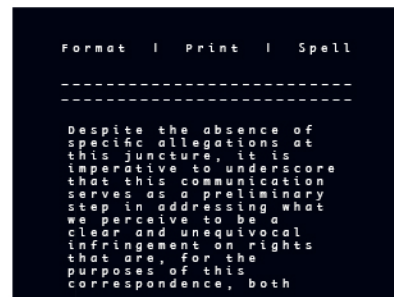 Format | Print | Spell
---------------------------
---------------------------
Despite the absence of
specific allegations at
this juncture, it is
imperative to underscore
that this communication
serves as a preliminary
step in addressing what
we perceive to be a
clear and unequivocal
infringement on rights
that are, for the
purposes of this
correspondence, both